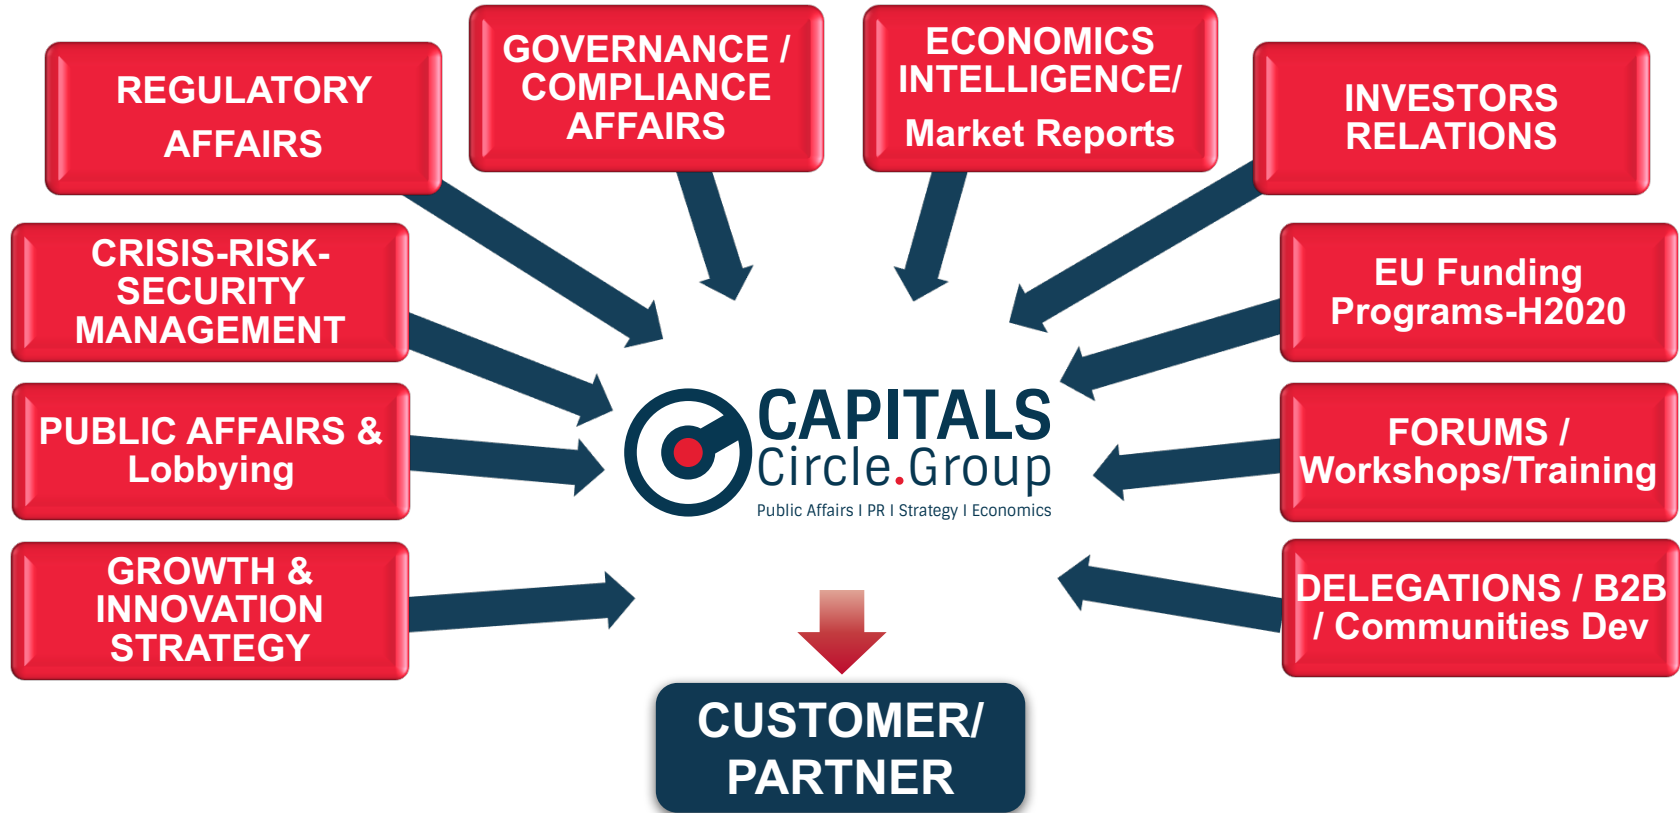 REGULATORY
AFFAIRS
GOVERNANCE /
COMPLIANCE
AFFAIRS
ECONOMICS
INTELLIGENCE/
Market Reports
INVESTORS
RELATIONS
CRISIS-RISK-
SECURITY
MANAGEMENT
EU Funding
Programs-H2020
PUBLIC AFFAIRS &
Lobbying
CAPITALS
Circle.Group
Public Affairs I PR I Strategy I Economics
FORUMS /
Workshops/Training
GROWTH &
INNOVATION
STRATEGY
DELEGATIONS / B2B
/ Communities Dev
CUSTOMER/
PARTNER